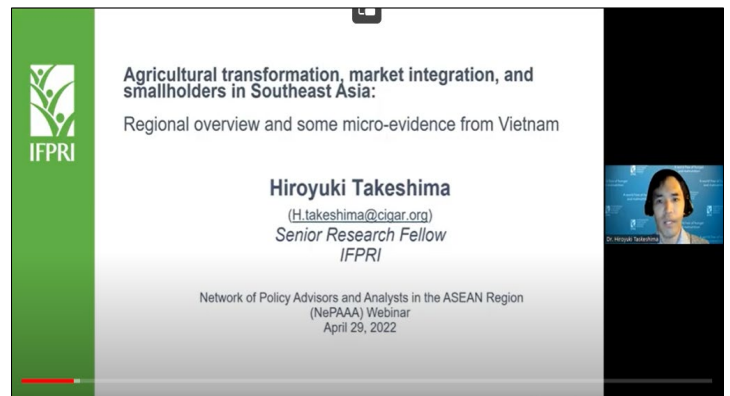 IFPRI
Agricultural transformation, market integration, and
smallholders in Southeast Asia:
Regional overview and some micro-evidence from Vietnam
Hiroyuki Takeshima
(H.takeshima@cigar.org)
Senior Research Fellow
IFPRI
Network of Policy Advisors and Analysts in the ASEAN Region
(NePAAA) Webinar
April 29, 2022
Dr. Hiroyuki Takeshima